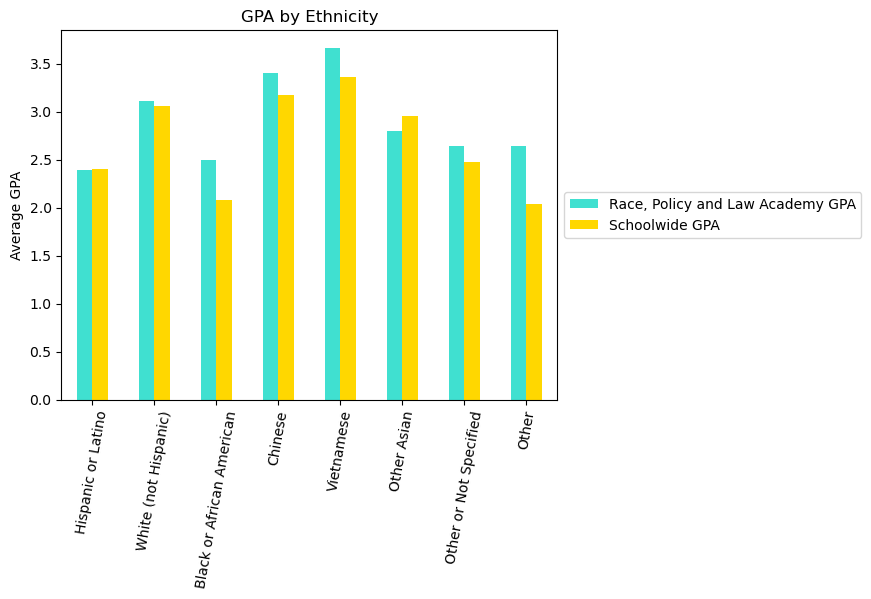 GPA by Ethnicity
Average GPA
3.5
3.0
2.5
2.0
1.5
1.0
0.5
0.0
Hispanic or Latino
White (not Hispanic)
Black or African American
Chinese
Vietnamese
Other Asian
Other or Not Specified
Other
Race, Policy and Law Academy GPA
Schoolwide GPA